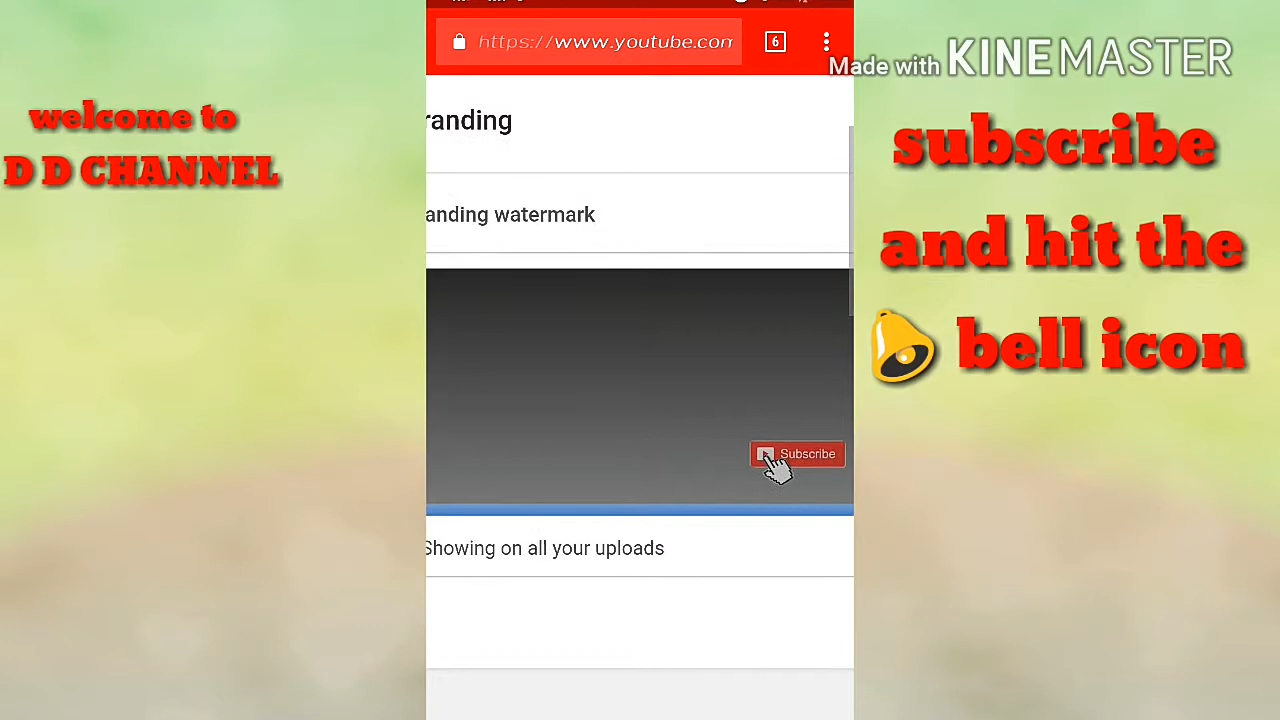 welcome to
D D CHANNEL
https://www.youtube.com
6
Made with KINEMASTER
randing
anding watermark
Subscribe
Showing on all your uploads
subscribe
and hit the
bell icon